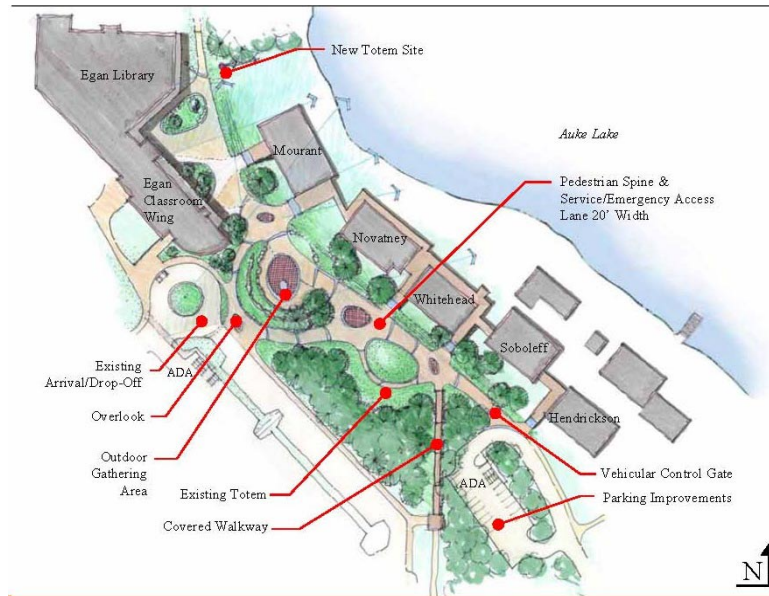 New Totem Site
Egan Library
Auke Lake
Mourant
Pedestrian Spine &
Service/Emergency Access
Lane 20' Width
Egan
Classroom
Wing
Novatney
Whitehead
Soboleff
Existing
Arrival/Drop-Off
ADA
Overlook
Hendrickson
Outdoor
Gathering
Area
Existing Totem
Covered Walkway
ADA
Vehicular Control Gate
Parking Improvements
N